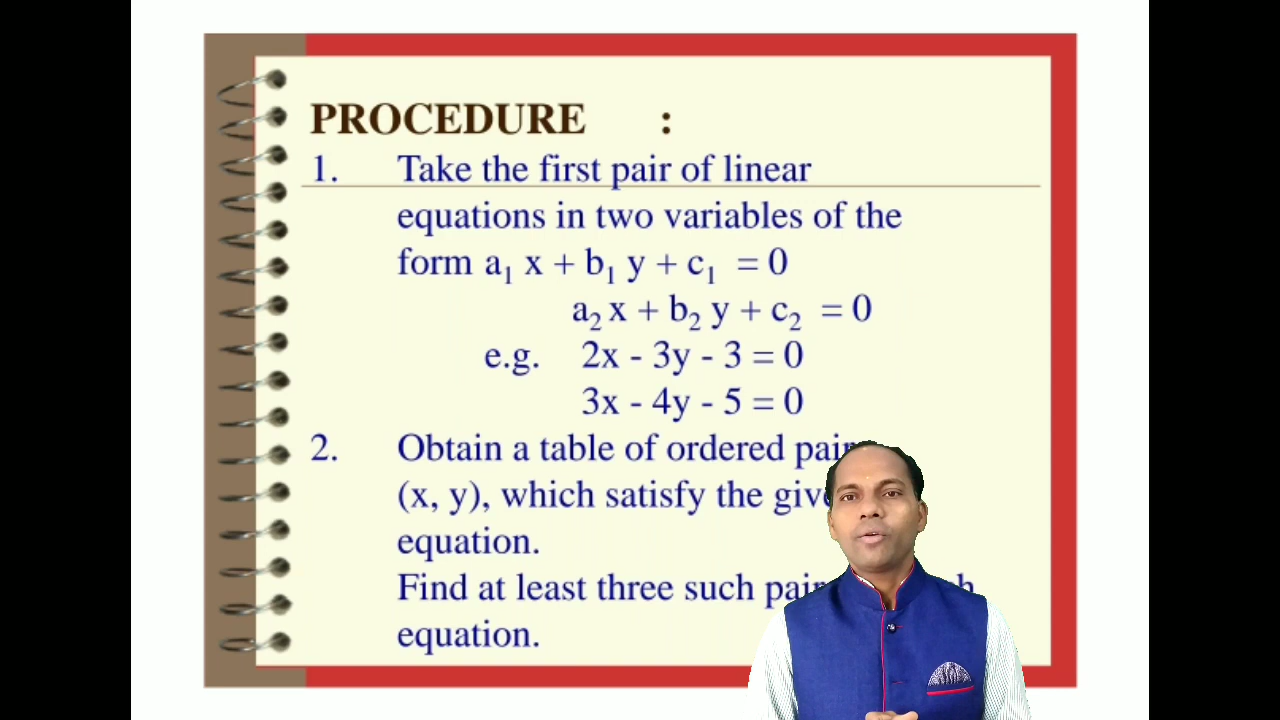 PROCEDURE :
1. Take the first pair of linear
equations in two variables of the
form a₁ x + b₁ y + c₁ = 0
a₂ x + b₂ y + c₂ = 0
e.g. 2x - 3y - 3 = 0
3x - 4y - 5 = 0
2. Obtain a table of ordered
(x, y), which satisfy the
equation.
Find at least three such
equation.